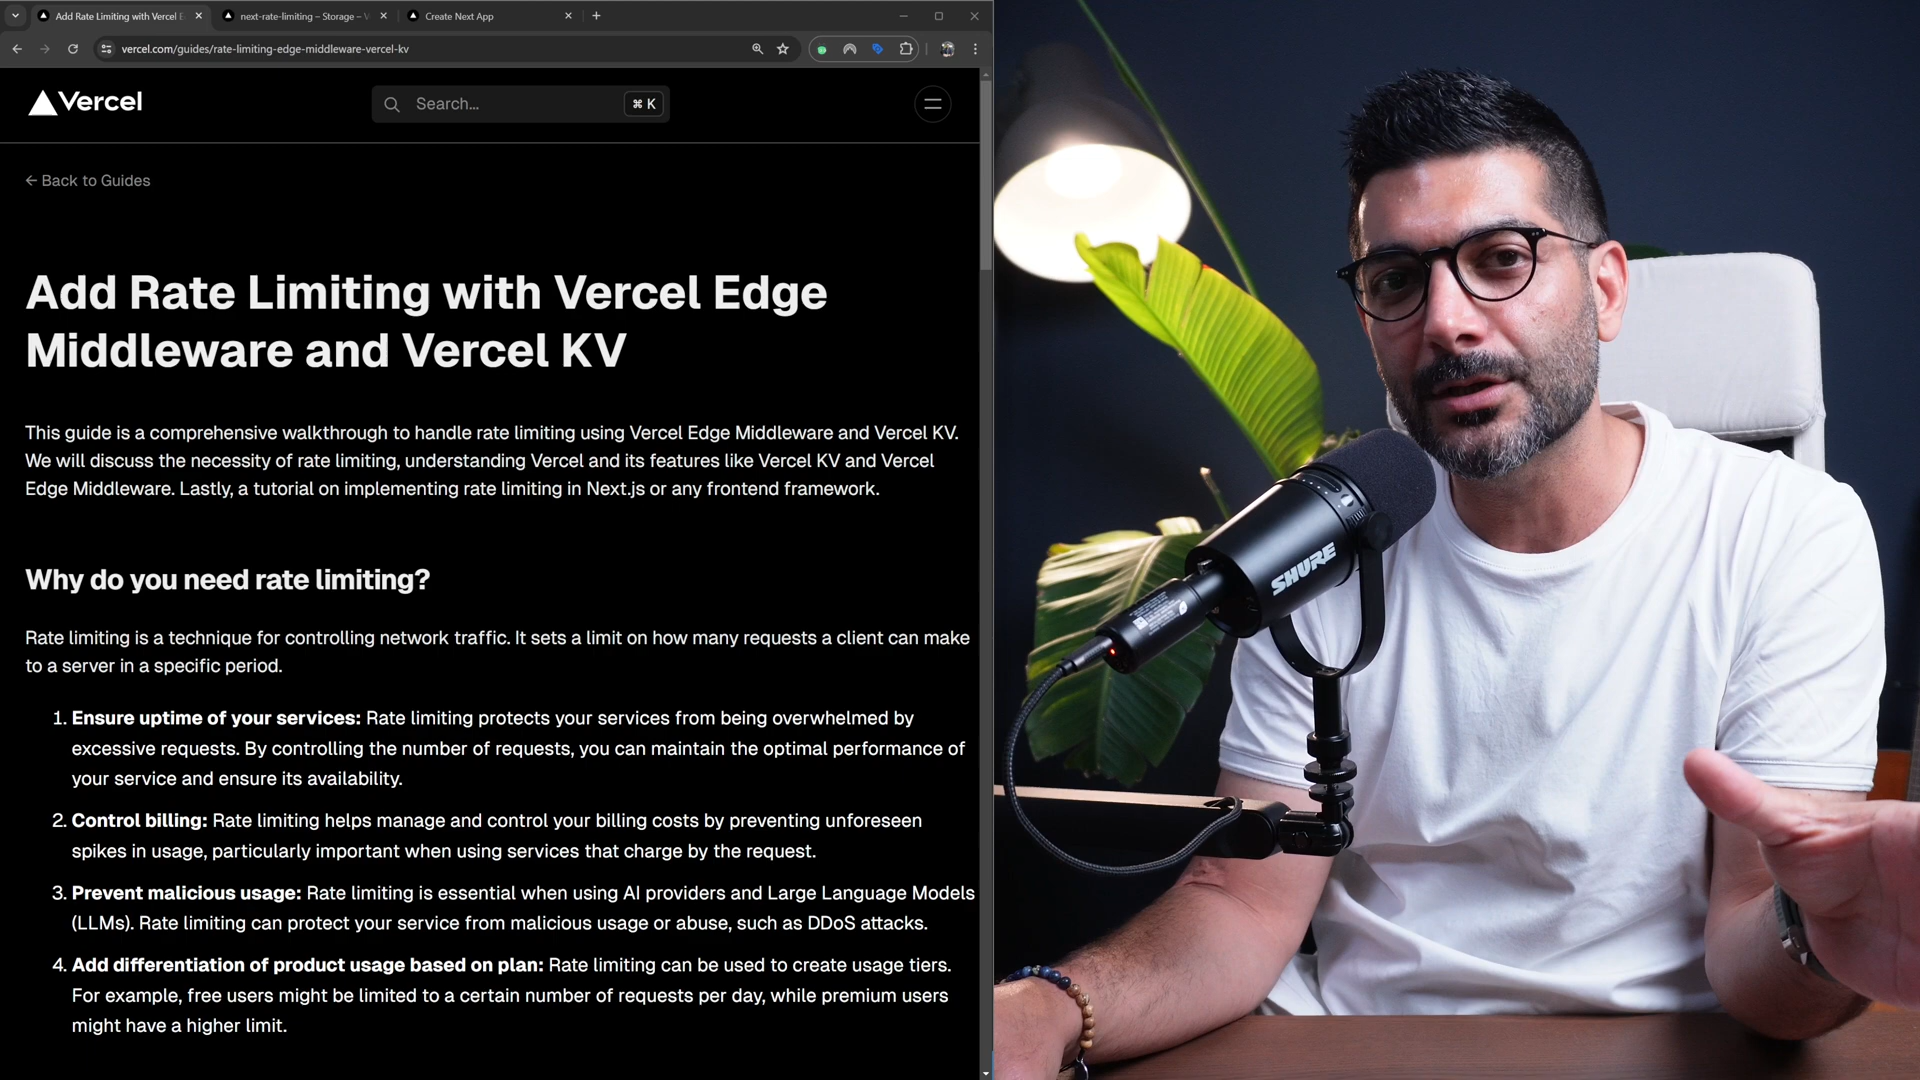 Add Rate Limiting with Vercel E
next-rate-limiting – Storage – V
Create Next App
vercel.com/guides/rate-limiting-edge-middleware-vercel-kv
Vercel
Search...
⌘ K
← Back to Guides
Add Rate Limiting with Vercel Edge
Middleware and Vercel KV
This guide is a comprehensive walkthrough to handle rate limiting using Vercel Edge Middleware and Vercel KV.
We will discuss the necessity of rate limiting, understanding Vercel and its features like Vercel KV and Vercel
Edge Middleware. Lastly, a tutorial on implementing rate limiting in Next.js or any frontend framework.
Why do you need rate limiting?
Rate limiting is a technique for controlling network traffic. It sets a limit on how many requests a client can make
to a server in a specific period.
1. Ensure uptime of your services: Rate limiting protects your services from being overwhelmed by
excessive requests. By controlling the number of requests, you can maintain the optimal performance of
your service and ensure its availability.
2. Control billing: Rate limiting helps manage and control your billing costs by preventing unforeseen
spikes in usage, particularly important when using services that charge by the request.
3. Prevent malicious usage: Rate limiting is essential when using AI providers and Large Language Models
(LLMs). Rate limiting can protect your service from malicious usage or abuse, such as DDoS attacks.
4. Add differentiation of product usage based on plan: Rate limiting can be used to create usage tiers.
For example, free users might be limited to a certain number of requests per day, while premium users
might have a higher limit.
SHURE